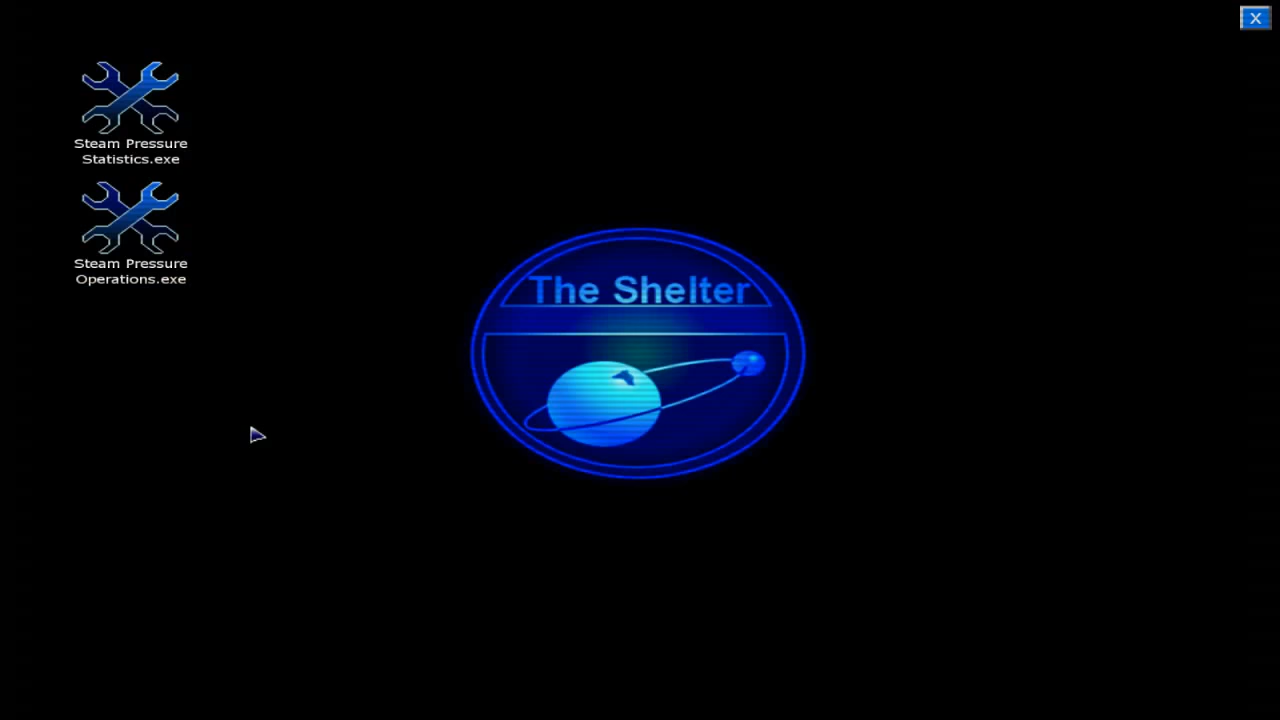 X
Steam Pressure
Statistics.exe
Steam Pressure
Operations.exe
The Shelter